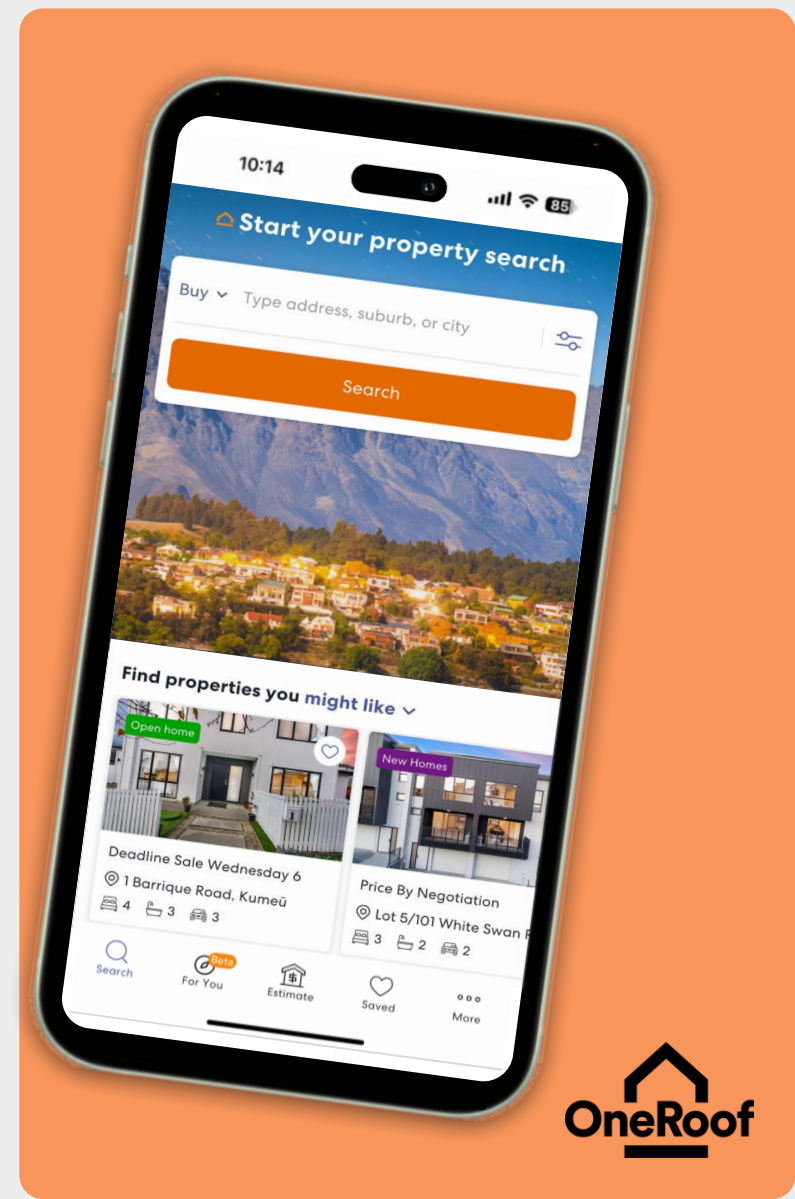 10:14
85
Start your property search
Buy
Type address, suburb, or city
Search
Find properties you might like
Open home
New Homes
Deadline Sale Wednesday 6
1 Barrique Road, Kumeū
4 3 3
Price By Negotiation
Lot 5/101 White Swan
3 2 2
Search
For You
Beta
Estimate
Saved
More
OneRoof